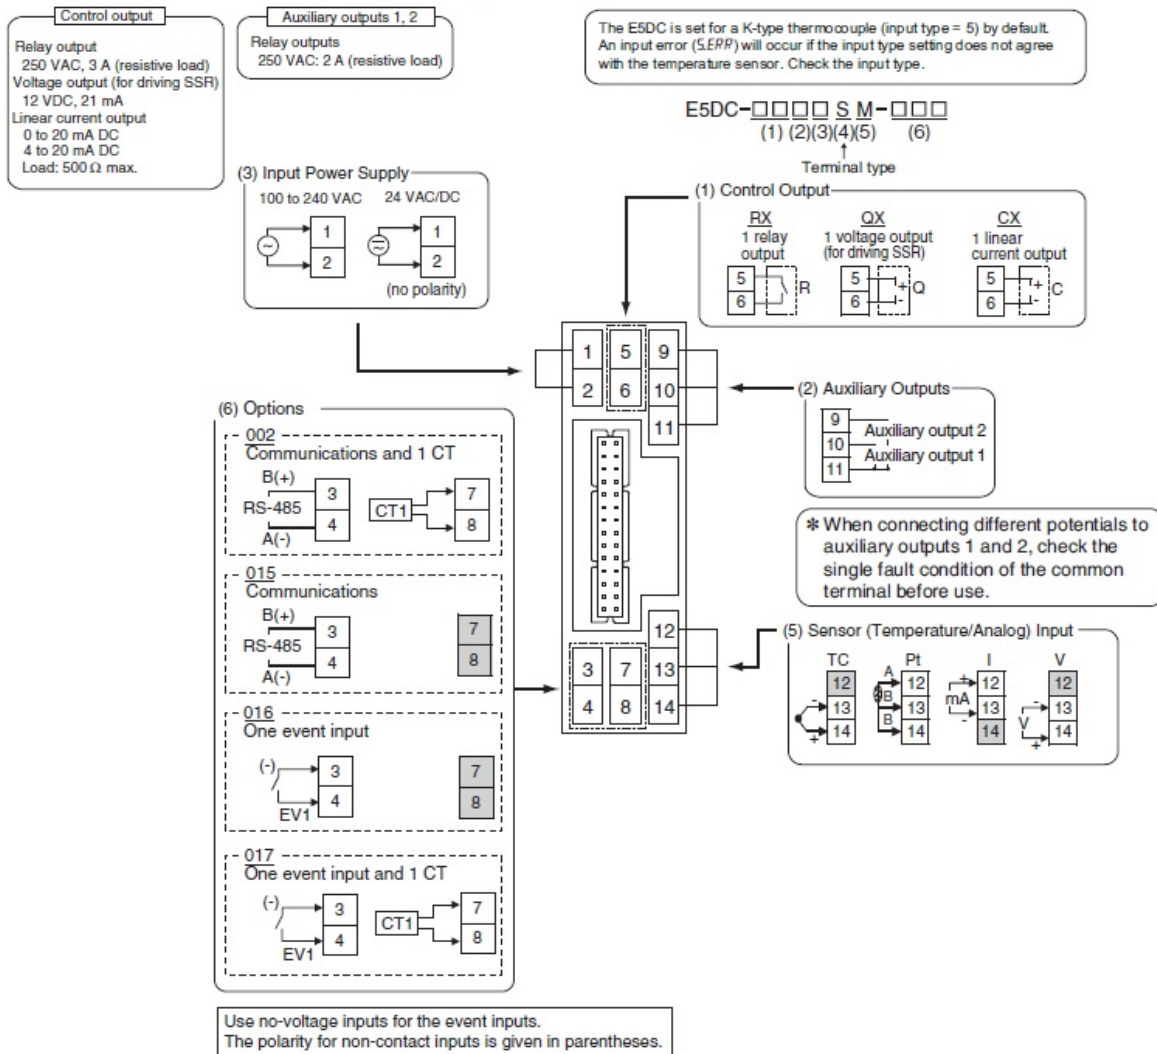 Control output
Relay output
250 VAC, 3 A (resistive load)
Voltage output (for driving SSR)
12 VDC, 21 mA
Linear current output
0 to 20 mA DC
4 to 20 mA DC
Load: 500 Ω max.
Auxiliary outputs 1, 2
Relay outputs
250 VAC: 2 A (resistive load)
The E5DC is set for a K-type thermocouple (input type = 5) by default.
An input error (S.ERR) will occur if the input type setting does not agree
with the temperature sensor. Check the input type.
E5DC-□□□□ S M-□□□
(1) (2)(3)(4)(5) (6)
Terminal type
(3) Input Power Supply
100 to 240 VAC 24 VAC/DC
1 1
2 2
(no polarity)
(1) Control Output
RX QX CX
1 relay output
1 voltage output (for driving SSR)
1 linear current output
5 5 5
+ +
R Q C
6 6 6
- -
1 5 9
2 6 10
11
(2) Auxiliary Outputs
9
Auxiliary output 2
10
Auxiliary output 1
11
* When connecting different potentials to
auxiliary outputs 1 and 2, check the
single fault condition of the common
terminal before use.
(6) Options
002
Communications and 1 CT
B(+)
3 7
RS-485 CT1
4 8
A(-)
015
Communications
B(+)
3 7
RS-485
4 8
A(-)
016
One event input
(-)
3 7
4 8
EV1
017
One event input and 1 CT
(-)
3 7
CT1
4 8
EV1
12
3 7 13
4 8 14
(5) Sensor (Temperature/Analog) Input
TC Pt I V
12 A 12 + 12 12
- 13 B 13 mA 13 - 13
- V
+ 14 B 14 14 + 14
Use no-voltage inputs for the event inputs.
The polarity for non-contact inputs is given in parentheses.